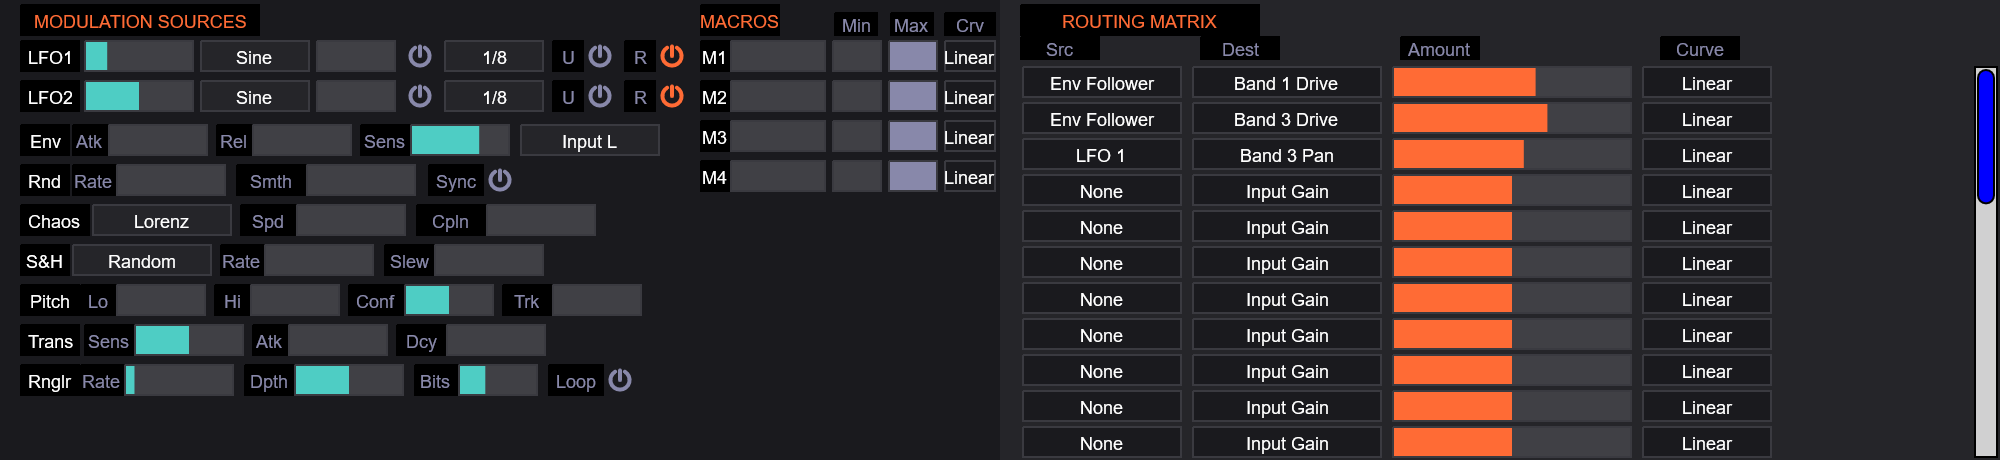 MODULATION SOURCES
LFO1 Sine 1/8 U R
LFO2 Sine 1/8 U R
Env Atk Rel Sens Input L
Rnd Rate Smth Sync
Chaos Lorenz Spd Cpln
S&H Random Rate Slew
Pitch Lo Hi Conf Trk
Trans Sens Atk Dcy
Rnglr Rate Dpth Bits Loop
MACROS Min Max Crv
M1 Linear
M2 Linear
M3 Linear
M4 Linear
ROUTING MATRIX
Src Dest Amount Curve
Env Follower Band 1 Drive Linear
Env Follower Band 3 Drive Linear
LFO 1 Band 3 Pan Linear
None Input Gain Linear
None Input Gain Linear
None Input Gain Linear
None Input Gain Linear
None Input Gain Linear
None Input Gain Linear
None Input Gain Linear
None Input Gain Linear